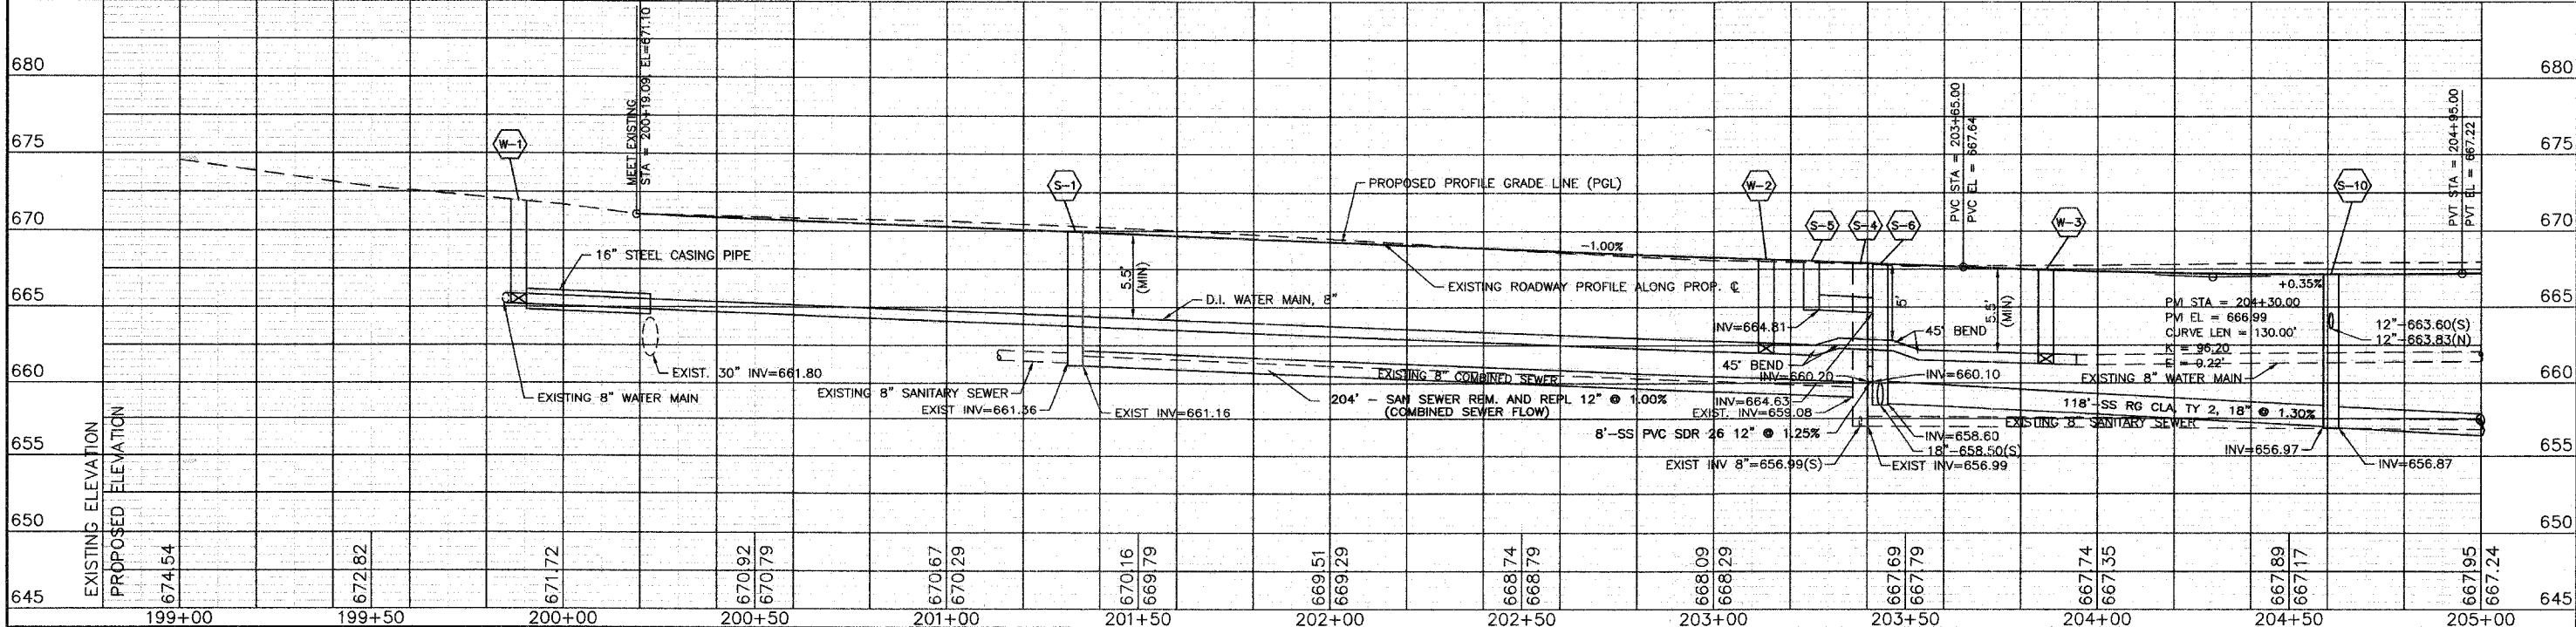 680
675
670
665
660
655
650
645
680
675
670
665
660
655
650
645
MEET EXISTING
STA = 200+19.09, EL=671.10
W-1
16" STEEL CASING PIPE
EXISTING 8" WATER MAIN
EXIST. 30" INV=661.80
S-1
5.5'
(MIN)
PROPOSED PROFILE GRADE LINE (PGL)
D.I. WATER MAIN, 8"
EXISTING ROADWAY PROFILE ALONG PROP. ℄
-1.00%
EXISTING 8" SANITARY SEWER
EXIST INV=661.36
EXIST INV=661.16
EXISTING 8" COMBINED SEWER
204' - SAN SEWER REM. AND REPL 12" @ 1.00%
(COMBINED SEWER FLOW)
W-2
S-5
S-4
S-6
PVC STA = 203+65.00
PVC EL = 667.64
W-3
INV=664.81
5'
45° BEND
5.5'
(MIN)
45° BEND
INV=660.20
INV=660.10
INV=664.63
EXIST. INV=659.08
8'-SS PVC SDR 26 12" @ 1.25%
INV=658.60
18"-658.50(S)
EXIST INV 8"=656.99(S)
EXIST INV=656.99
S-10
PVT STA = 204+95.00
PVT EL = 667.22
+0.35%
PVI STA = 204+30.00
PVI EL = 666.99
CURVE LEN = 130.00'
K = 96.20
E = 0.22'
12"-663.60(S)
12"-663.83(N)
EXISTING 8" WATER MAIN
118'-SS RG CLA, TY 2, 18" @ 1.30%
EXISTING 8" SANITARY SEWER
INV=656.97
INV=656.87
EXISTING ELEVATION
PROPOSED ELEVATION
674.54
672.82
671.72
670.92
670.79
670.67
670.29
670.16
669.79
669.51
669.29
668.74
668.79
668.09
668.29
667.69
667.79
667.74
667.35
667.89
667.17
667.95
667.24
199+00
199+50
200+00
200+50
201+00
201+50
202+00
202+50
203+00
203+50
204+00
204+50
205+00